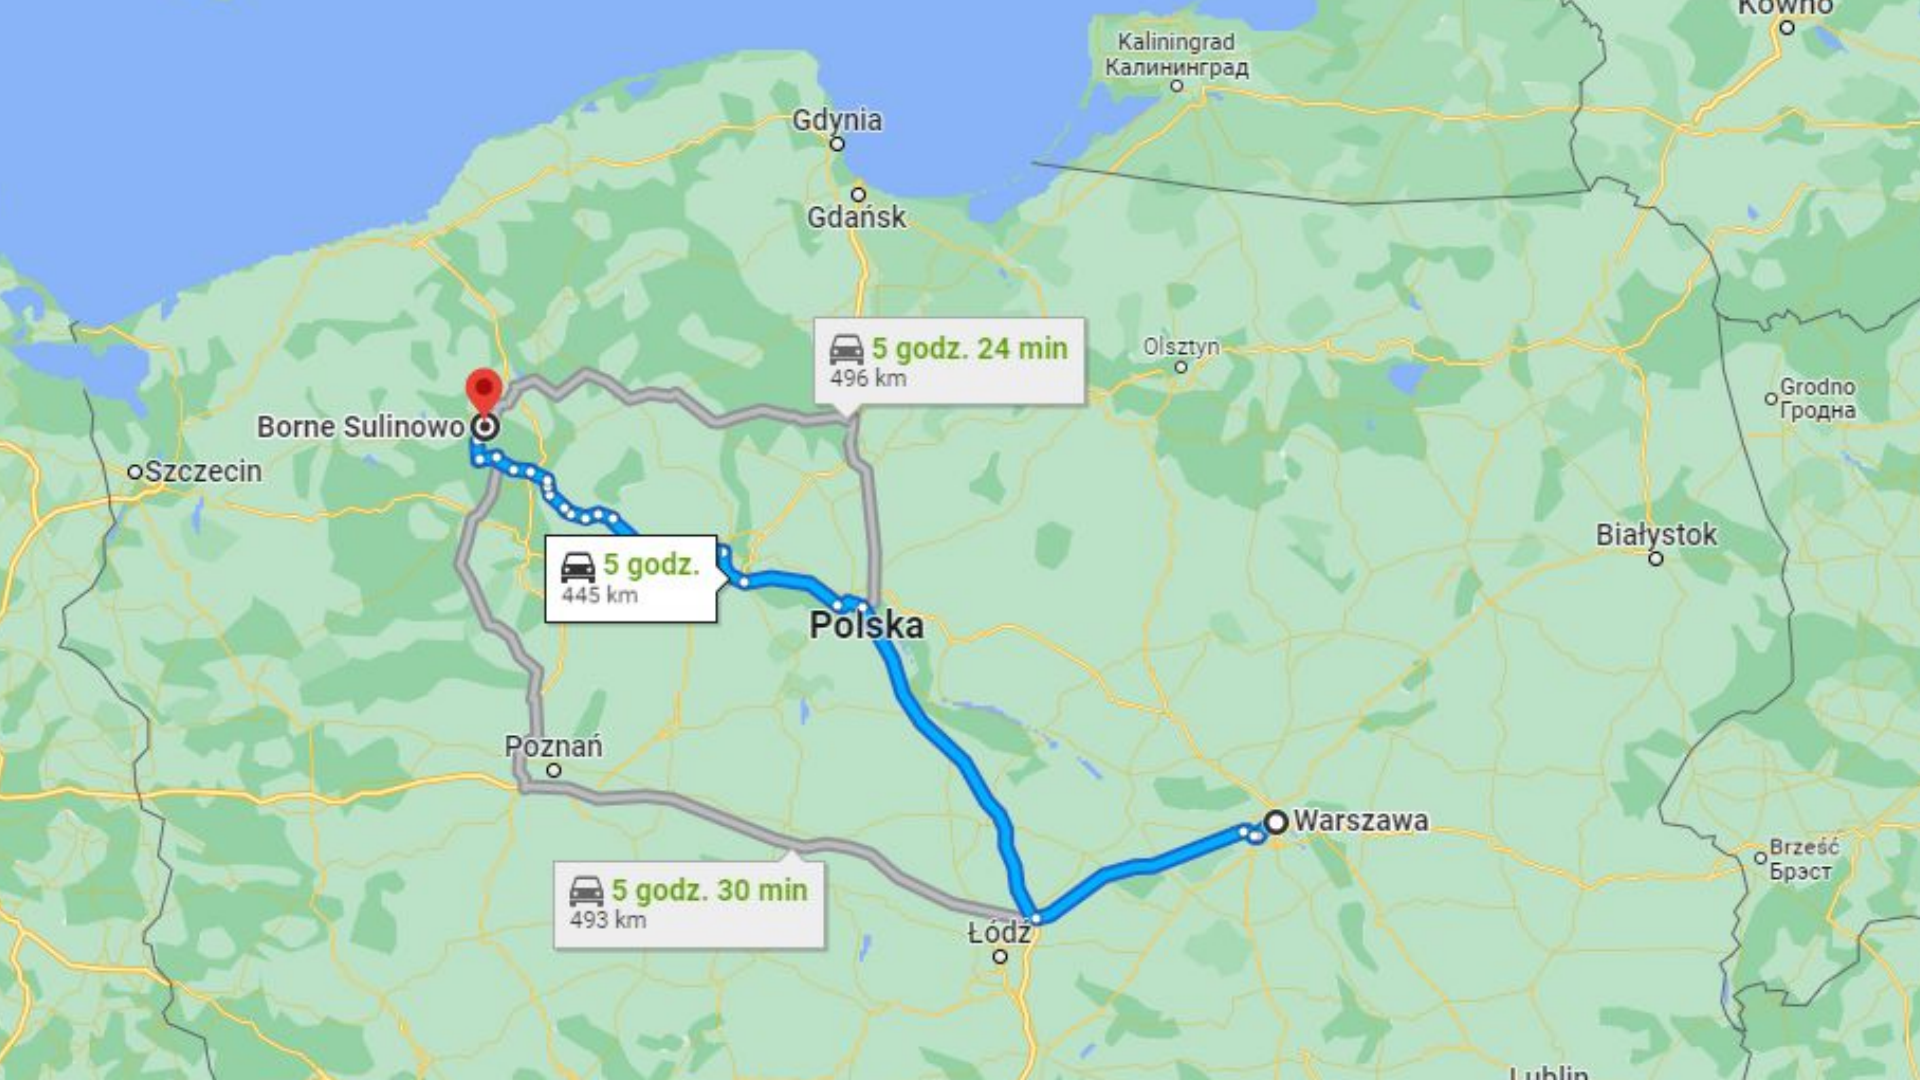 Kowno
Kaliningrad
Калининград
Gdynia
Gdańsk
5 godz. 24 min
496 km
Olsztyn
Grodno
Гродна
Borne Sulinowo
Szczecin
Białystok
5 godz.
445 km
Polska
Poznań
Warszawa
Brześć
Брэст
5 godz. 30 min
493 km
Łódź
Lublin